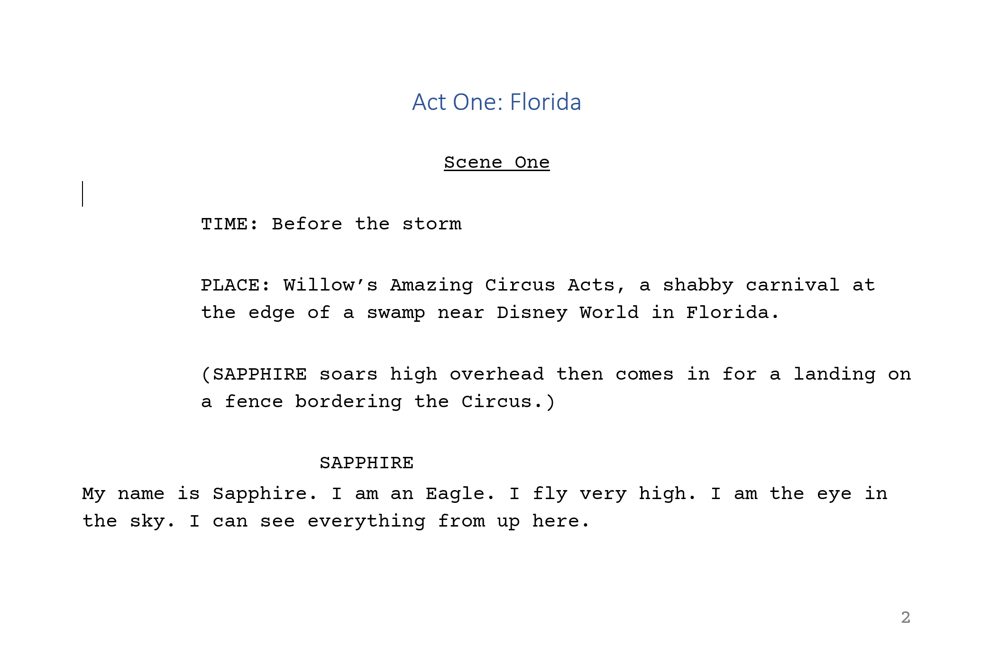 Act One: Florida
Scene One
TIME: Before the storm
PLACE: Willow’s Amazing Circus Acts, a shabby carnival at
the edge of a swamp near Disney World in Florida.
(SAPPHIRE soars high overhead then comes in for a landing on
a fence bordering the Circus.)
SAPPHIRE
My name is Sapphire. I am an Eagle. I fly very high. I am the eye in
the sky. I can see everything from up here.
2